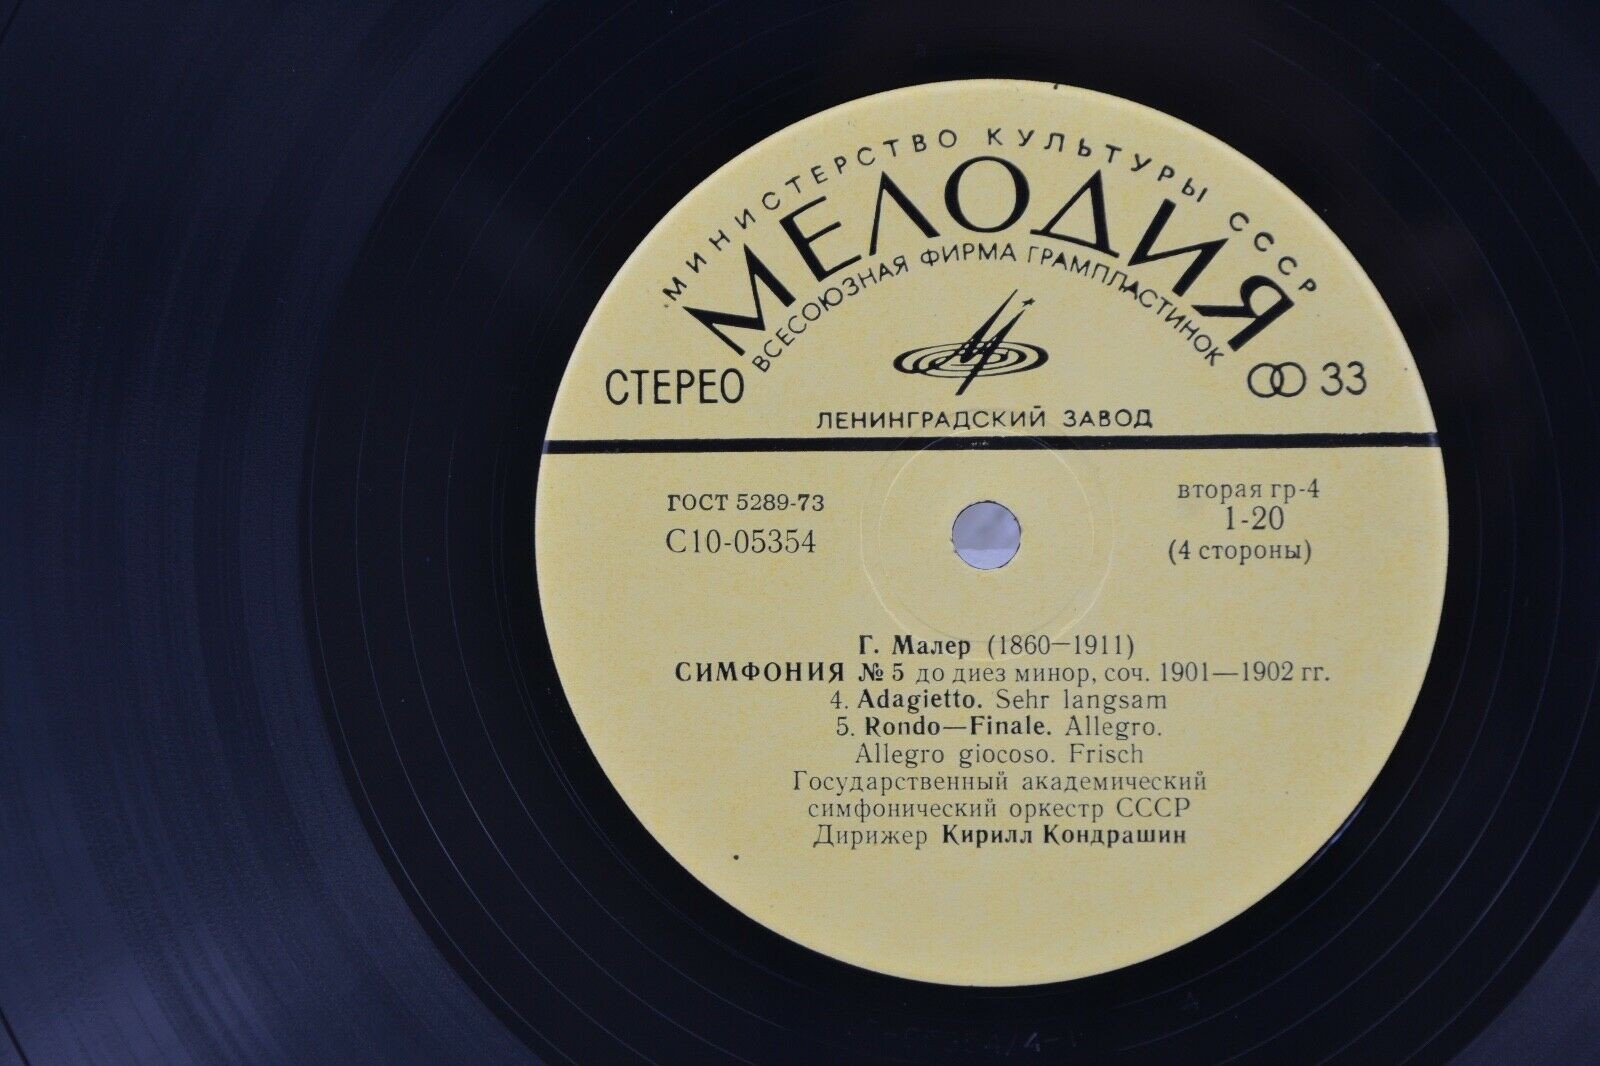 МИНИСТЕРСТВО КУЛЬТУРЫ СССР
МЕЛОДИЯ
ВСЕСОЮЗНАЯ ФИРМА ГРАМПЛАСТИНОК
СТЕРЕО
33
ЛЕНИНГРАДСКИЙ ЗАВОД
ГОСТ 5289-73
С10-05354
вторая гр-4
1-20
(4 стороны)
Г. Малер (1860—1911)
СИМФОНИЯ № 5 до диез минор, соч. 1901—1902 гг.
4. Adagietto. Sehr langsam
5. Rondo—Finale. Allegro.
Allegro giocoso. Frisch
Государственный академический
симфонический оркестр СССР
Дирижер Кирилл Кондрашин